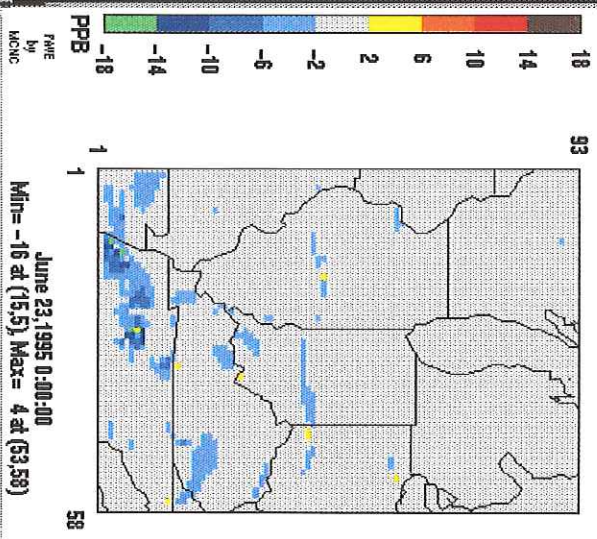 PPB
-18
-14
-10
-6
-2
2
6
10
14
18
PAVE
by
MCNC
93
1
1
58
June 23,1995 0:00:00
Min= -16 at (15,5), Max= 4 at (53,58)